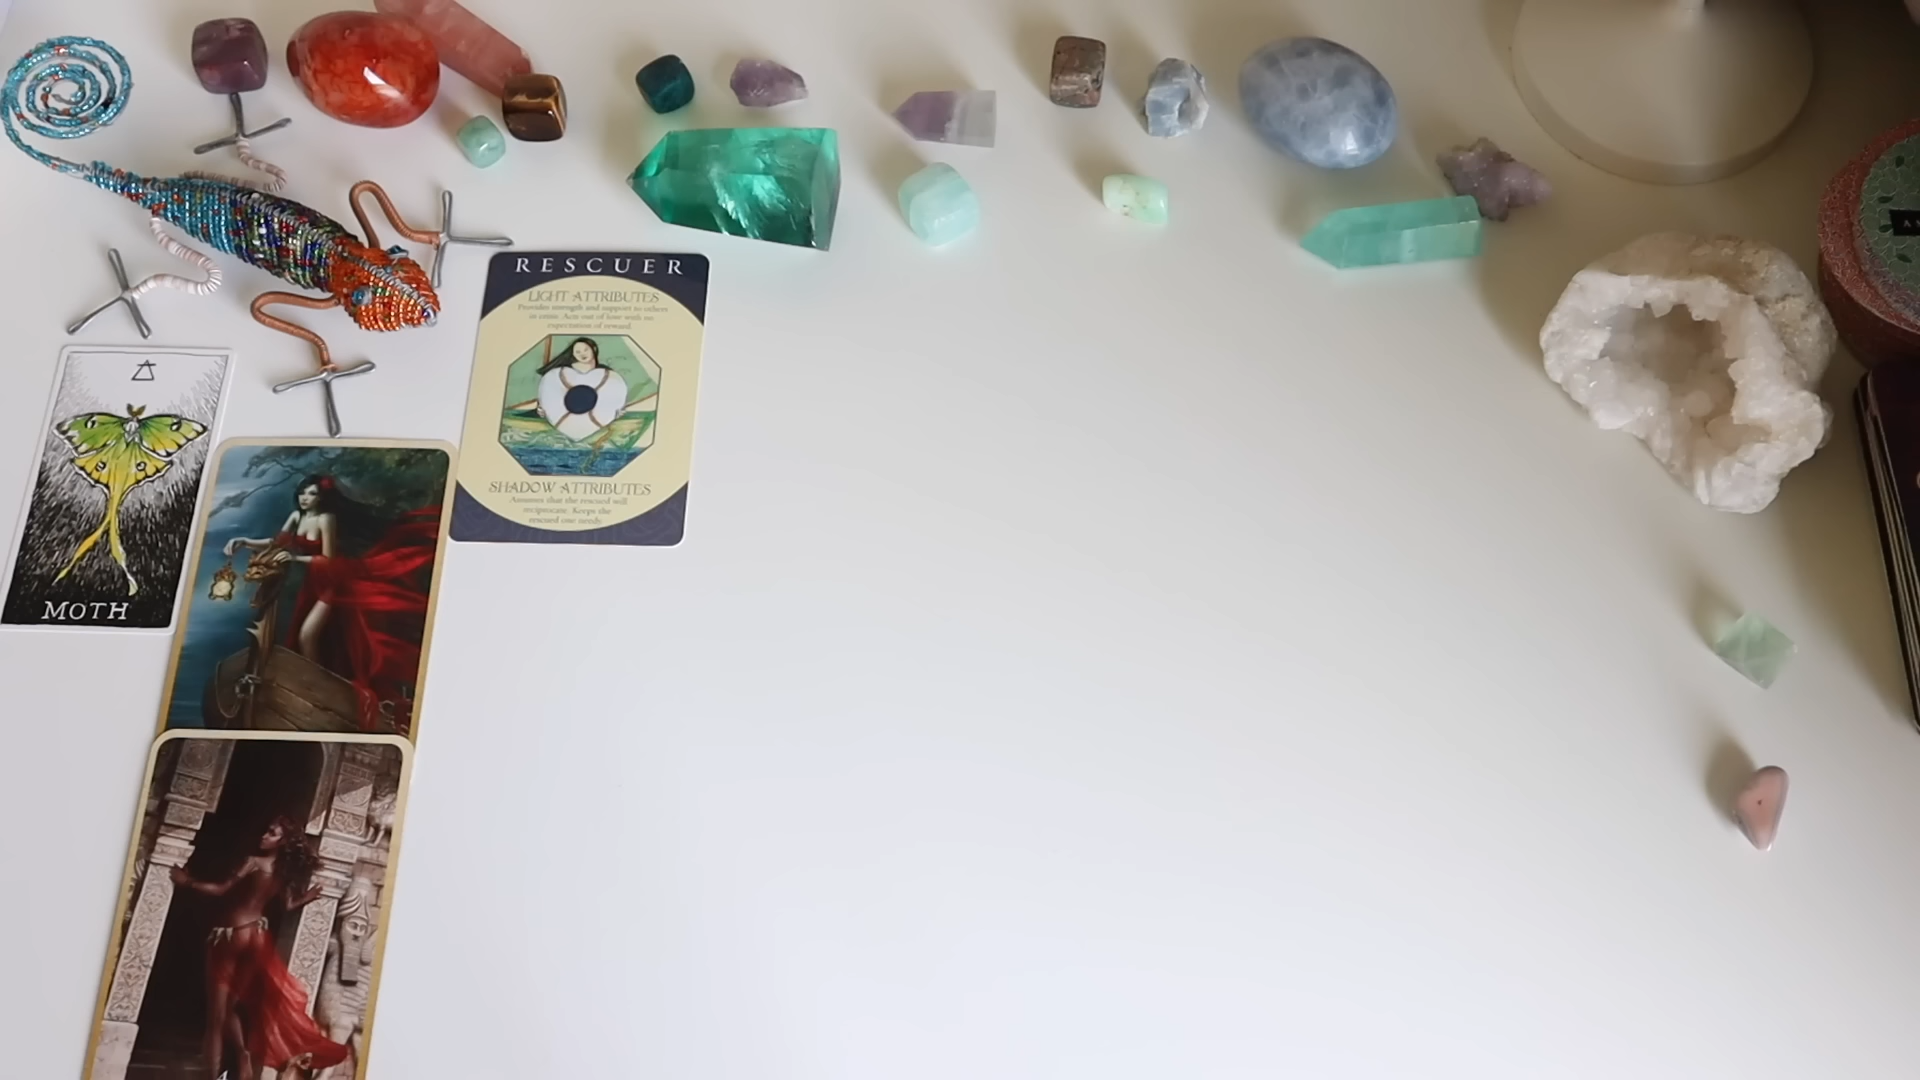 RESCUER
LIGHT ATTRIBUTES
Provides strength and support to others
in crisis. Acts out of love with no
expectation of reward.
SHADOW ATTRIBUTES
Assumes that the rescued will
reciprocate. Keeps the
rescued one needy.
MOTH